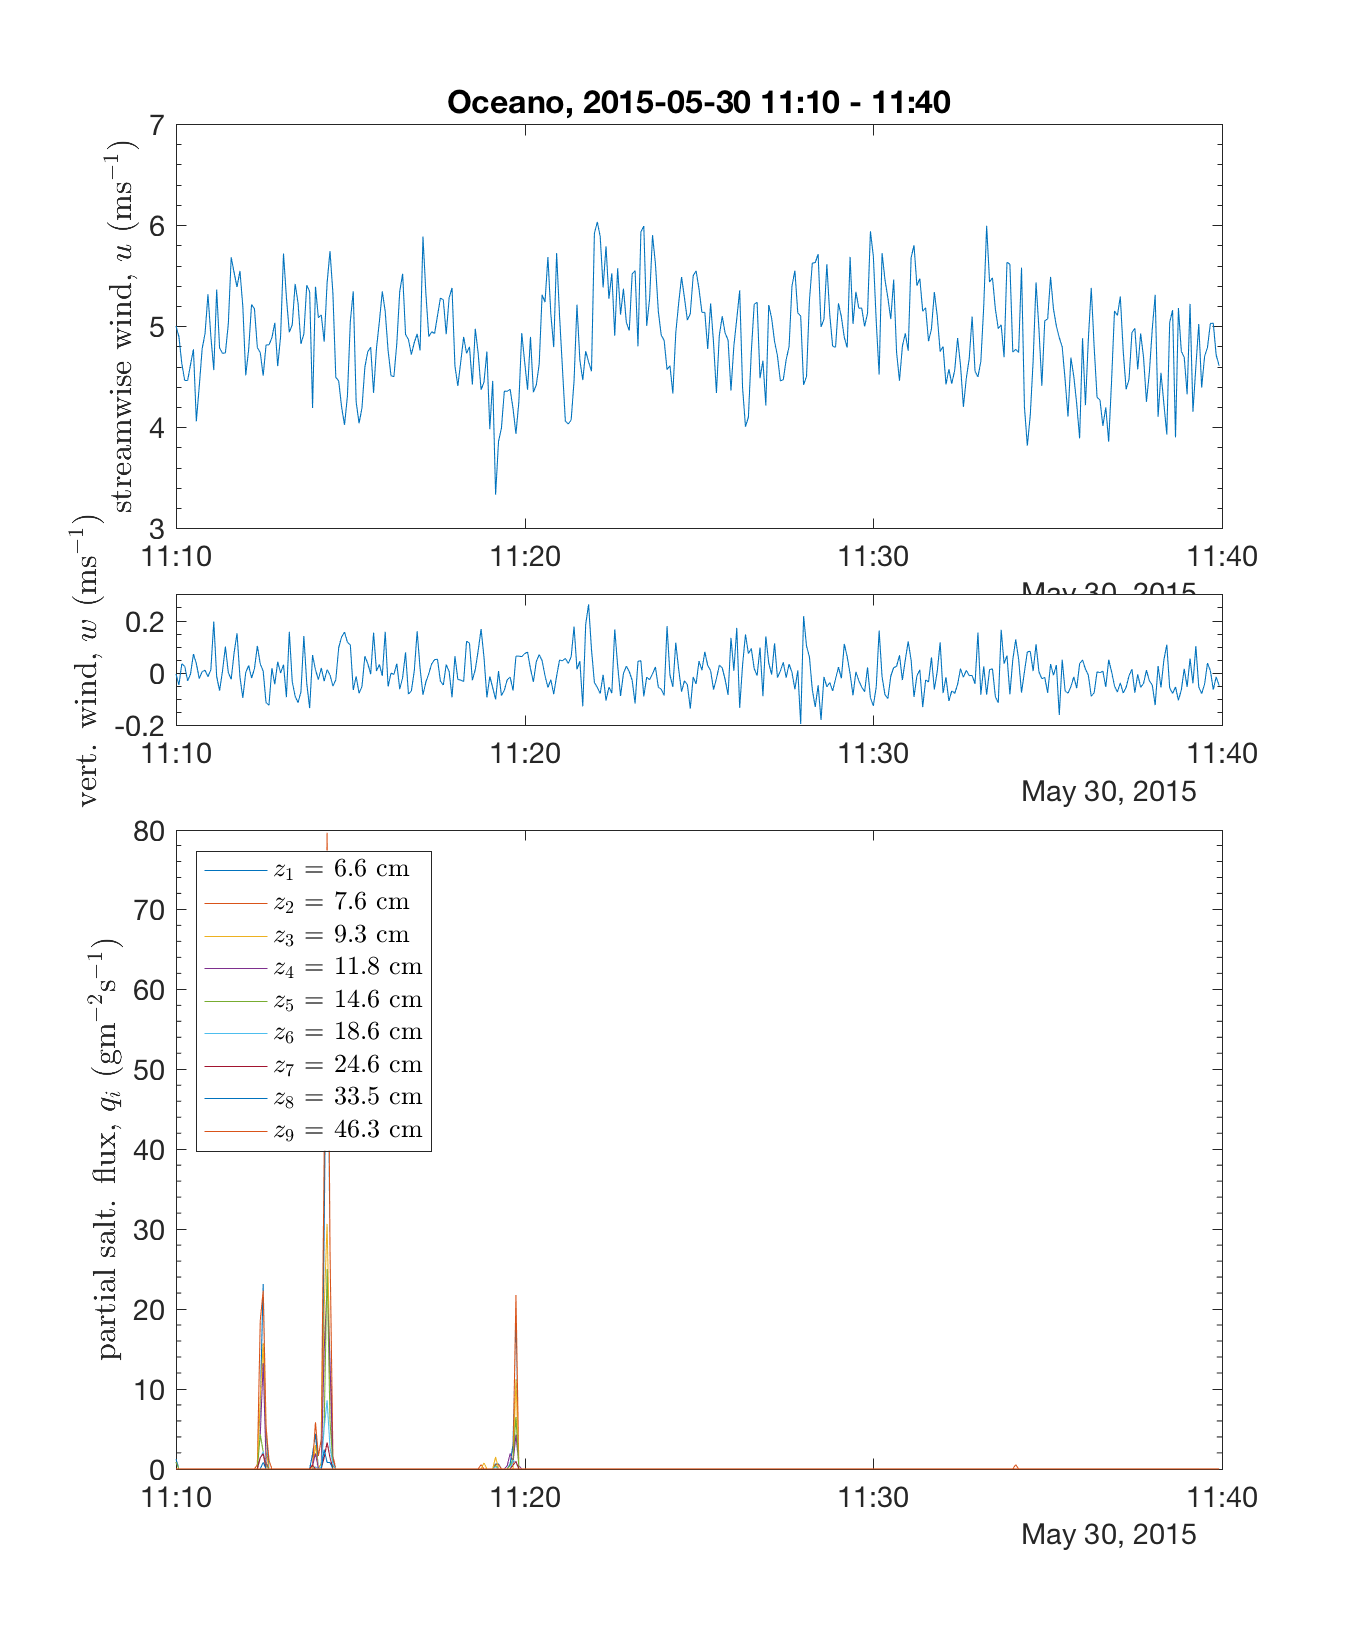 Oceano, 2015-05-30 11:10 - 11:40
streamwise wind, u (ms⁻¹)
7
6
5
4
3
11:10 11:20 11:30 11:40
May 30, 2015
vert. wind, w (ms⁻¹)
0.2
0
-0.2
11:10 11:20 11:30 11:40
May 30, 2015
partial salt. flux, qᵢ (gm⁻²s⁻¹)
80
70
60
50
40
30
20
10
0
z₁ = 6.6 cm
z₂ = 7.6 cm
z₃ = 9.3 cm
z₄ = 11.8 cm
z₅ = 14.6 cm
z₆ = 18.6 cm
z₇ = 24.6 cm
z₈ = 33.5 cm
z₉ = 46.3 cm
11:10 11:20 11:30 11:40
May 30, 2015